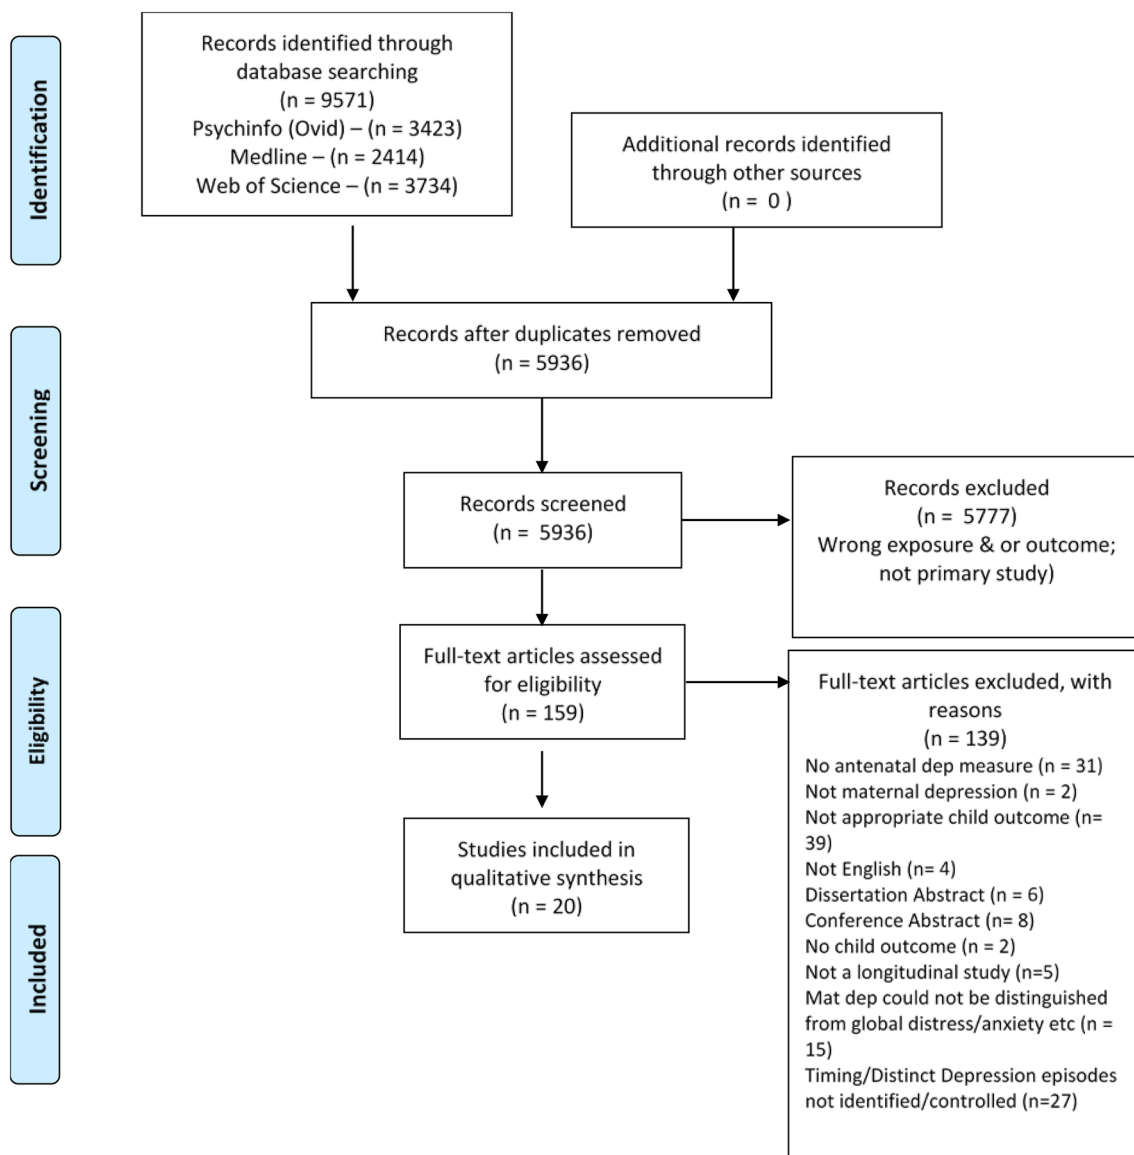 Identification
Records identified through
database searching
(n = 9571)
Psychinfo (Ovid) – (n = 3423)
Medline – (n = 2414)
Web of Science – (n = 3734)
Additional records identified
through other sources
(n =  0 )
Screening
Records after duplicates removed
(n = 5936)
Records screened
(n =  5936)
Records excluded
(n =  5777)
Wrong exposure & or outcome;
not primary study)
Eligibility
Full-text articles assessed
for eligibility
(n = 159)
Full-text articles excluded, with
reasons
(n = 139)
No antenatal dep measure (n = 31)
Not maternal depression (n = 2)
Not appropriate child outcome (n=
39)
Not English (n= 4)
Dissertation Abstract (n = 6)
Conference Abstract (n= 8)
No child outcome (n = 2)
Not a longitudinal study (n=5)
Mat dep could not be distinguished
from global distress/anxiety etc (n =
15)
Timing/Distinct Depression episodes
not identified/controlled (n=27)
Included
Studies included in
qualitative synthesis
(n = 20)